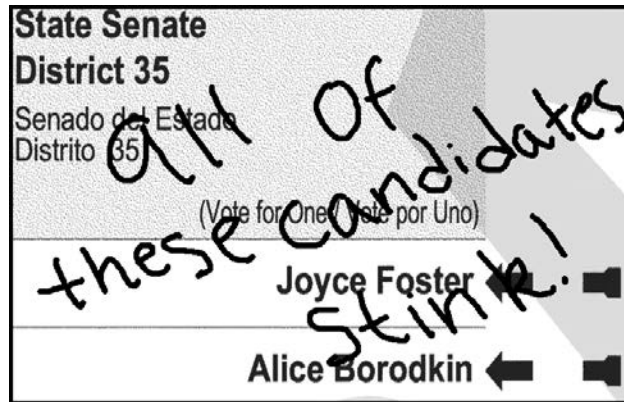 State Senate
District 35
Senado del Estado
Distrito 35
(Vote for One / Vote por Uno)
Joyce Foster
Alice Borodkin
all of
these candidates
stink!